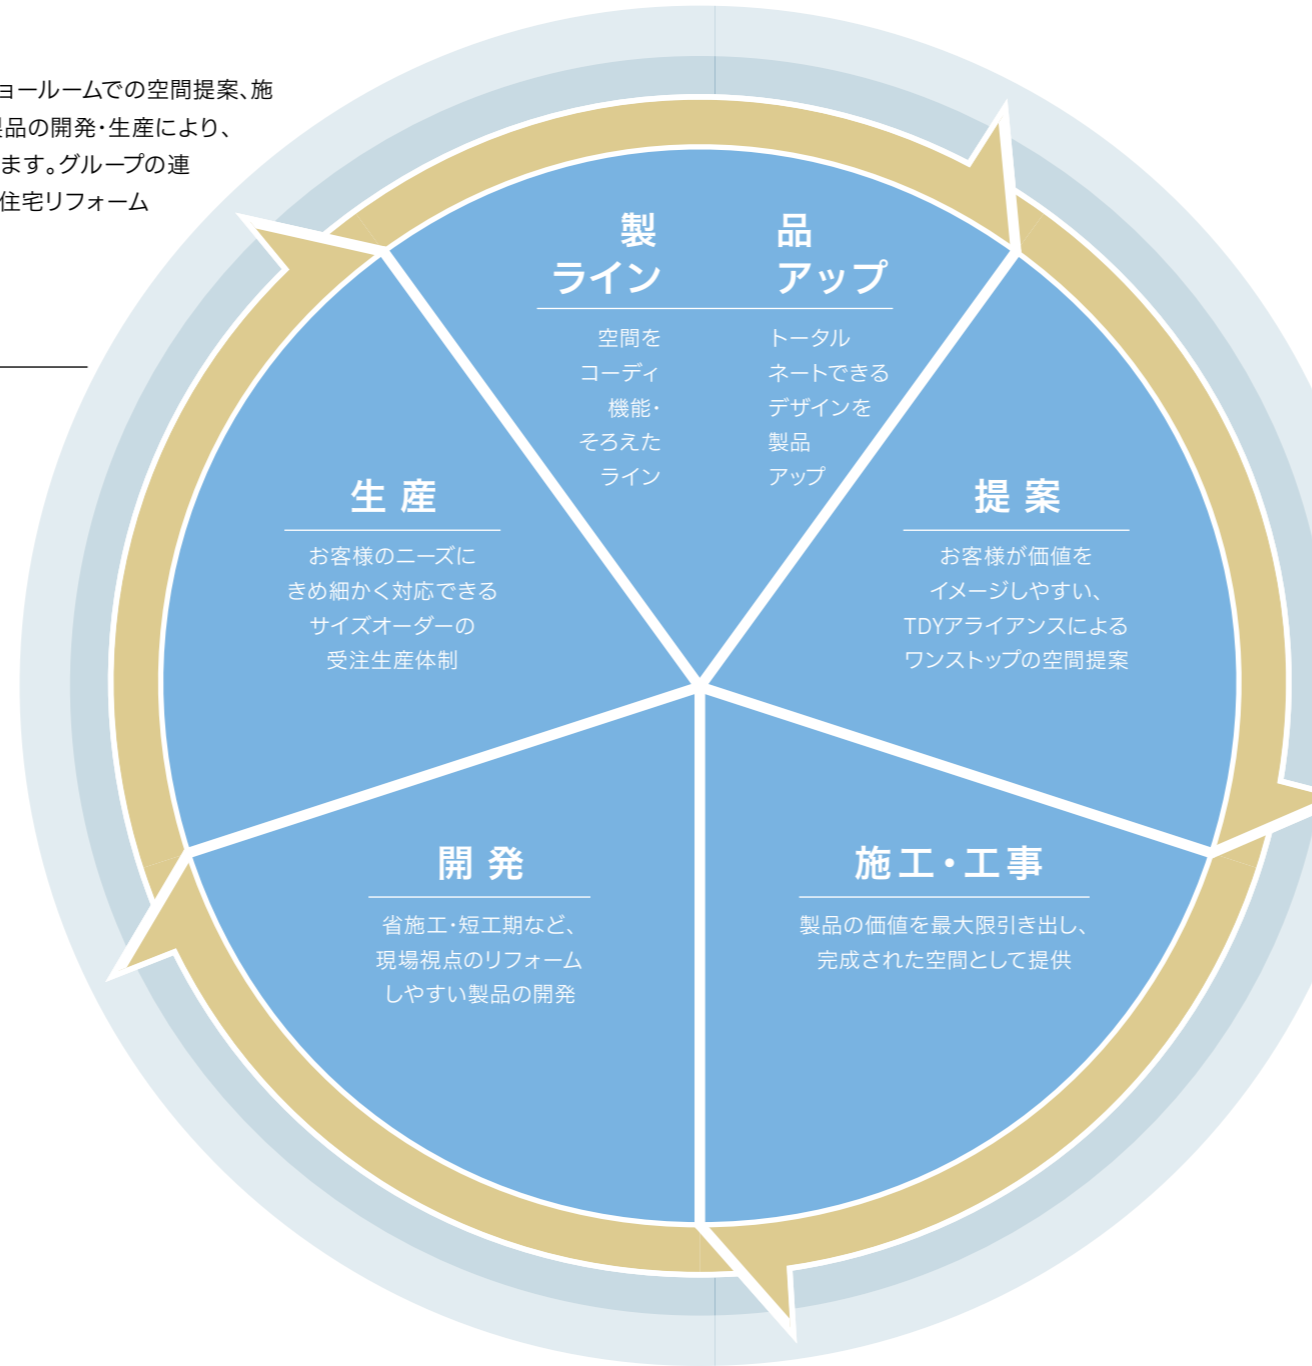 ョールームでの空間提案、施
品の開発・生産により、
ます。グループの連
住宅リフォーム
製品
ラインアップ
空間をトータル
コーディネートできる
機能・デザインを
そろえた製品
ラインアップ
生産
お客様のニーズに
きめ細かく対応できる
サイズオーダーの
受注生産体制
提案
お客様が価値を
イメージしやすい、
TDYアライアンスによる
ワンストップの空間提案
開発
省施工・短工期など、
現場視点のリフォーム
しやすい製品の開発
施工・工事
製品の価値を最大限引き出し、
完成された空間として提供